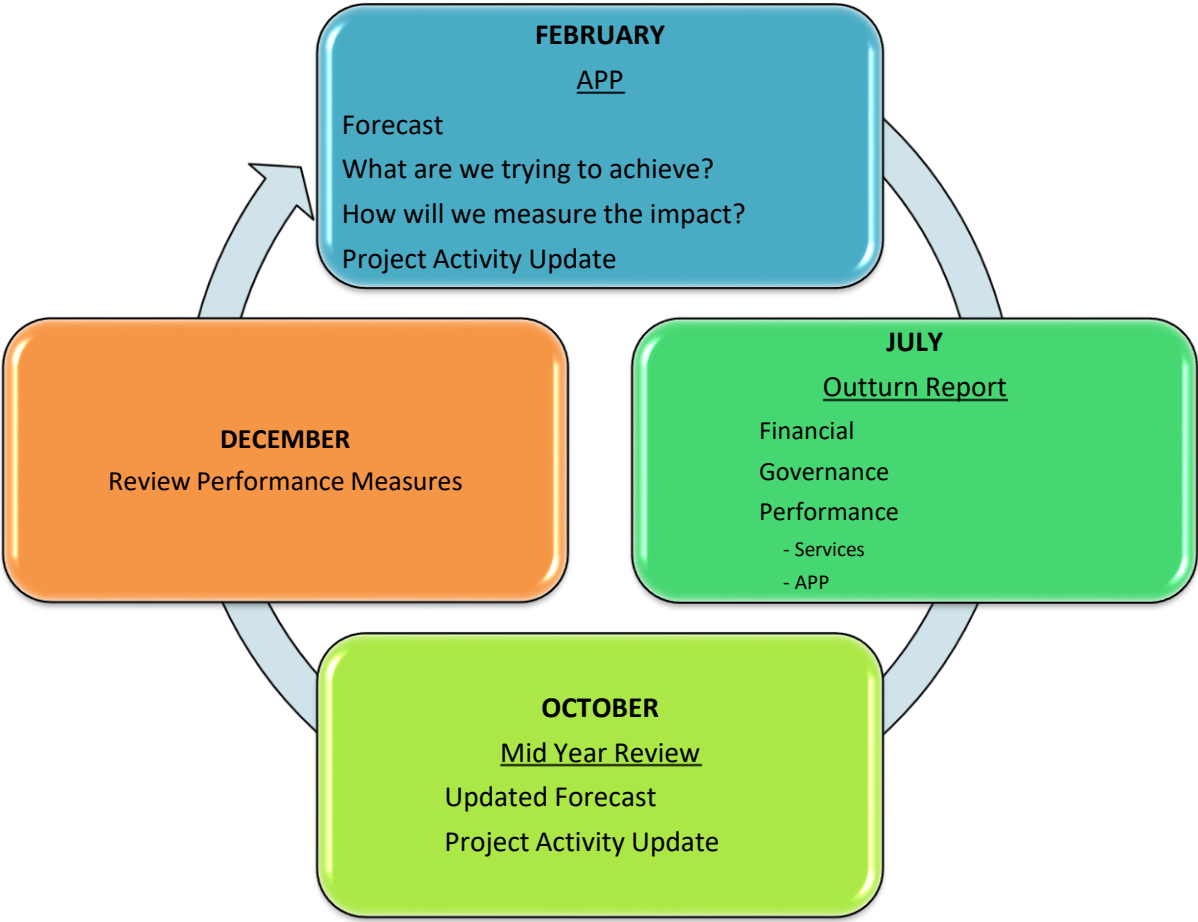 FEBRUARY
APP
Forecast
What are we trying to achieve?
How will we measure the impact?
Project Activity Update
JULY
Outturn Report
Financial
Governance
Performance
- Services
- APP
OCTOBER
Mid Year Review
Updated Forecast
Project Activity Update
DECEMBER
Review Performance Measures